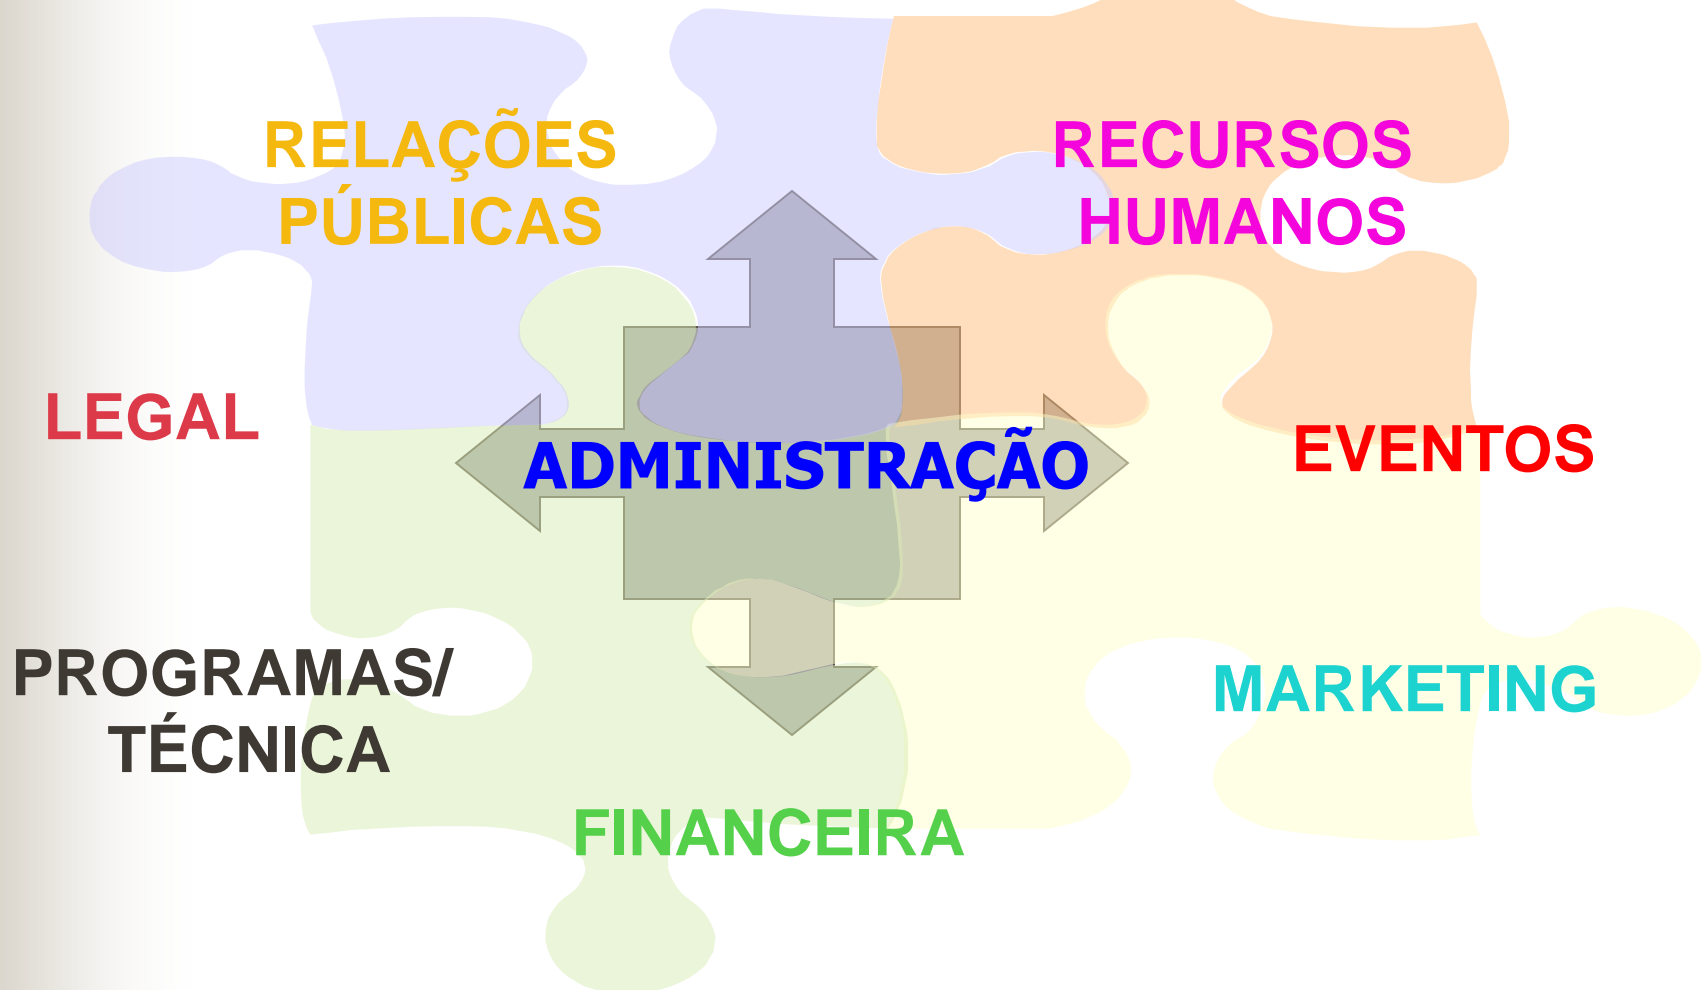 RELAÇÕES
PÚBLICAS
RECURSOS
HUMANOS
LEGAL
ADMINISTRAÇÃO
EVENTOS
PROGRAMAS/
TÉCNICA
MARKETING
FINANCEIRA